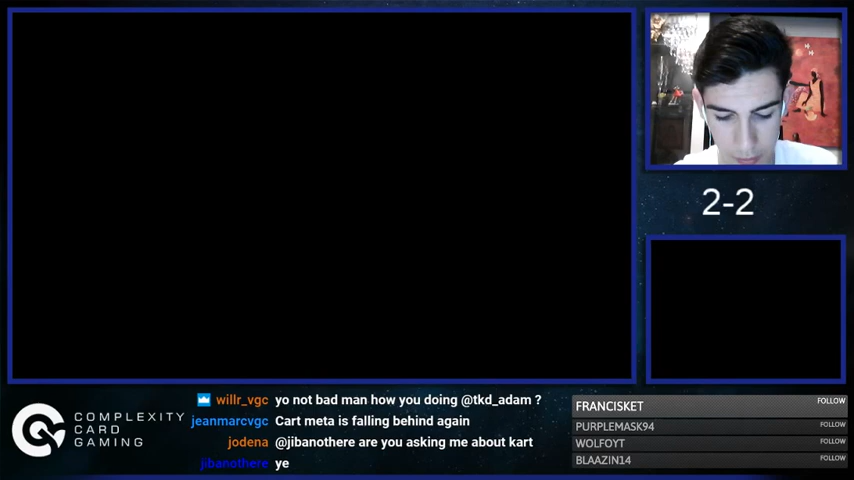 2-2
willr_vgc yo not bad man how you doing @tkd_adam ?
jeanmarcvgc Cart meta is falling behind again
jodena @jibanothere are you asking me about kart
jibanothere ye
COMPLEXITY
CARD
GAMING
FRANCISKET FOLLOW
PURPLEMASK94 FOLLOW
WOLFOYT FOLLOW
BLAAZIN14 FOLLOW